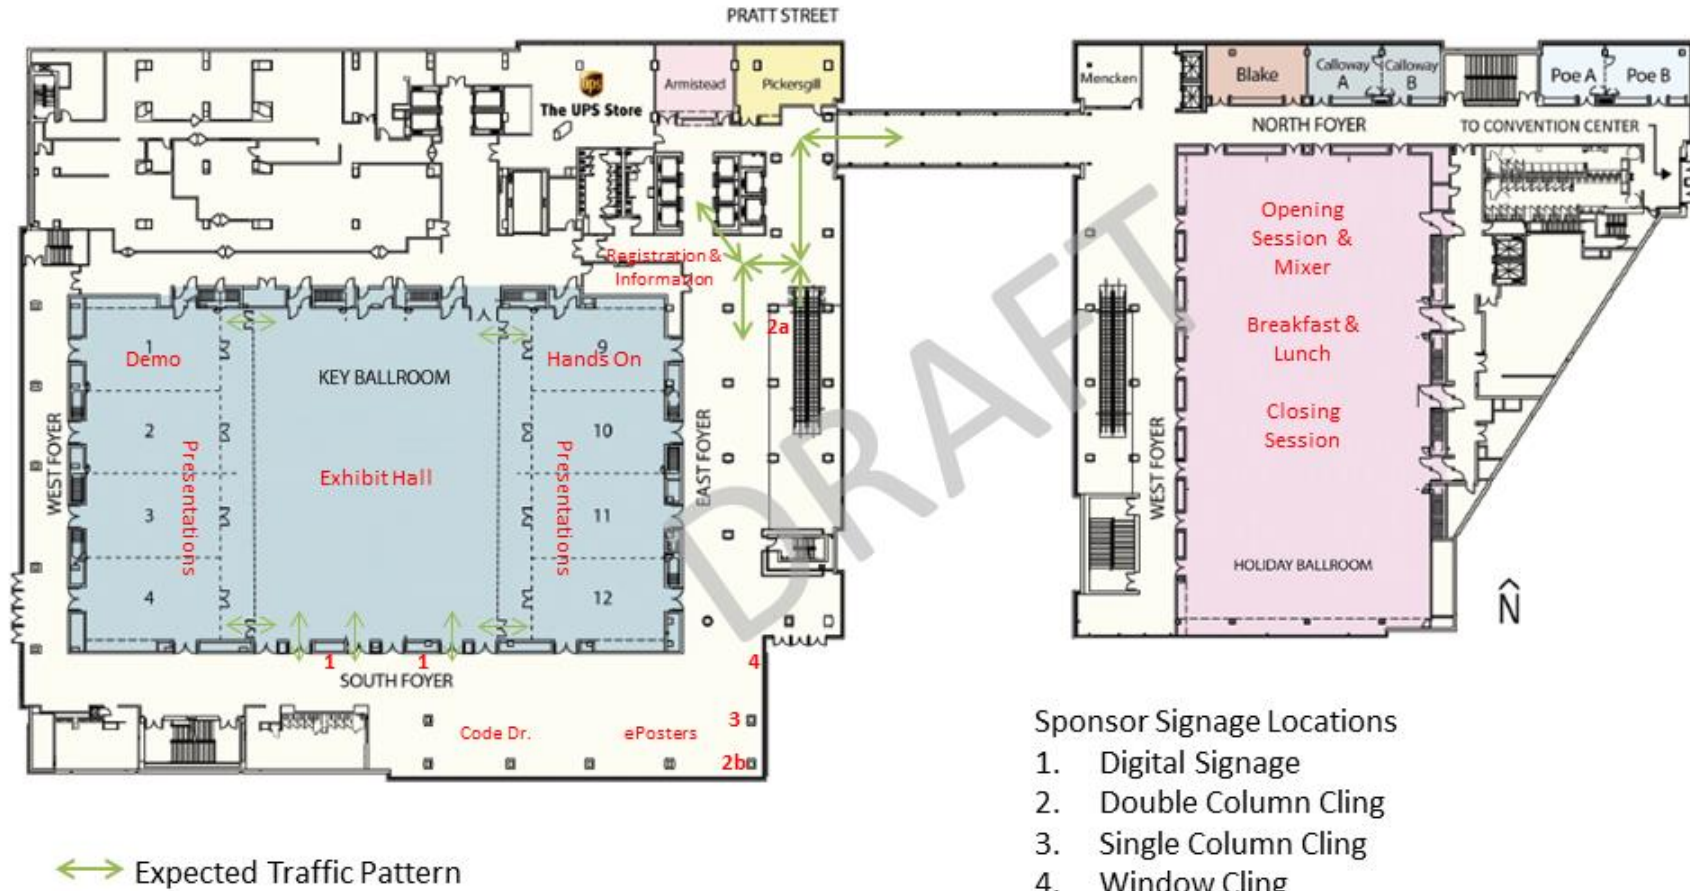 PRATT STREET
ups
The UPS Store
Armistead
Pickersgill
Mencken
Blake
Calloway A
Calloway B
Poe A
Poe B
NORTH FOYER
TO CONVENTION CENTER
Registration &
Information
2a
1
Demo
2
3
4
Presentations
WEST FOYER
KEY BALLROOM
Exhibit Hall
9
Hands On
10
11
12
Presentations
EAST FOYER
1
1
SOUTH FOYER
4
3
2b
Code Dr.
ePosters
WEST FOYER
Opening
Session &
Mixer
Breakfast &
Lunch
Closing
Session
HOLIDAY BALLROOM
N
DRAFT
Expected Traffic Pattern
Sponsor Signage Locations
1. Digital Signage
2. Double Column Cling
3. Single Column Cling
4. Window Cling